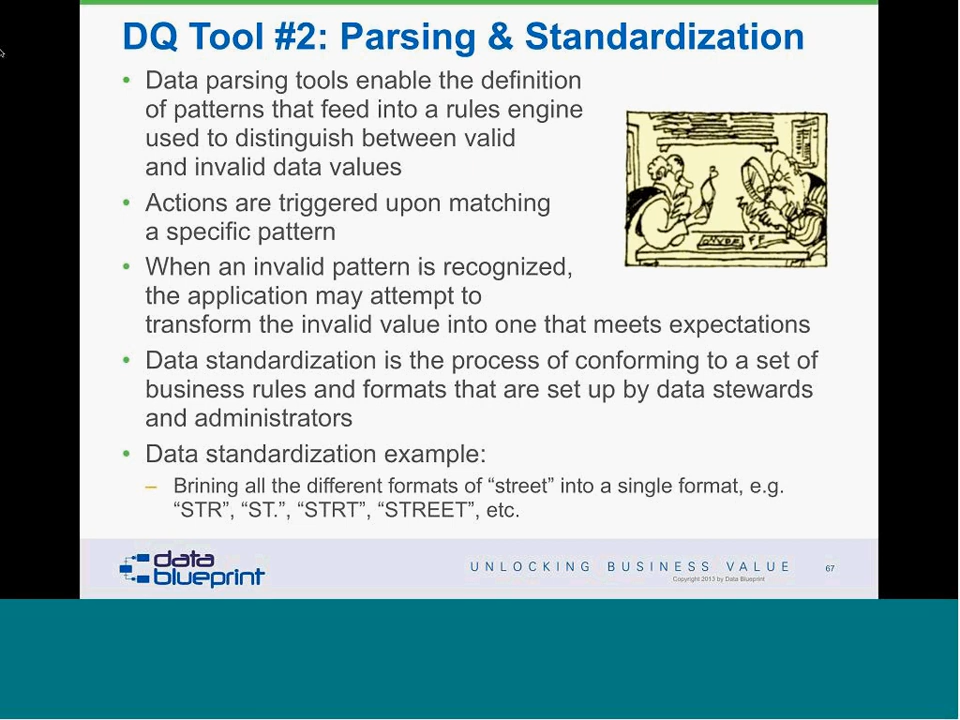 DQ Tool #2: Parsing & Standardization
• Data parsing tools enable the definition
of patterns that feed into a rules engine
used to distinguish between valid
and invalid data values
• Actions are triggered upon matching
a specific pattern
• When an invalid pattern is recognized,
the application may attempt to
transform the invalid value into one that meets expectations
• Data standardization is the process of conforming to a set of
business rules and formats that are set up by data stewards
and administrators
• Data standardization example:
– Brining all the different formats of “street” into a single format, e.g.
“STR”, “ST.”, “STRT”, “STREET”, etc.
data
blueprint
UNLOCKING BUSINESS VALUE
67
Copyright 2013 by Data Blueprint